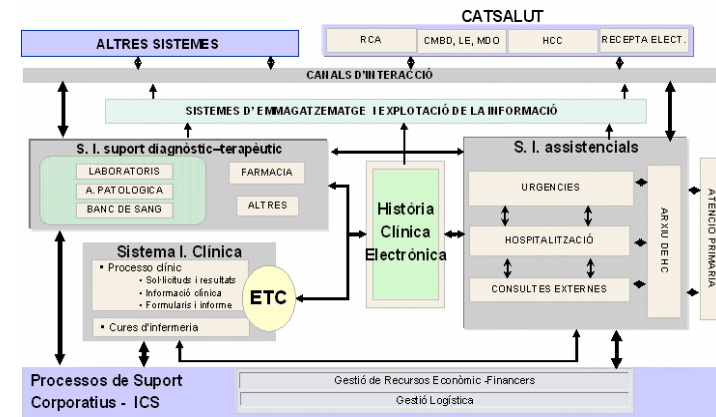 CATSALUT
ALTRES SISTEMES
RCA
CMBD, LE, MDO
HCC
RECEPTA ELECT.
CANALS D'INTERACCIÓ
SISTEMES D' EMMAGATZEMATGE I EXPLOTACIÓ DE LA INFORMACIÓ
S. I. suport diagnòstic–terapèutic
LABORATORIS
A. PATOLOGICA
BANC DE SANG
FARMACIA
ALTRES
Història
Clínica
Electrònica
S. I. assistencials
URGENCIES
HOSPITALITZACIÓ
CONSULTES EXTERNES
ARXIU DE HC
ATENCIO PRIMARIA
Sistema I. Clínica
• Processo clínic
• Sol·licituds i resultats
• Informació clínica
• Formularis i informe
• Cures d'infermeria
ETC
Processos de Suport
Corporatius - ICS
Gestió de Recursos Econòmic -Financers
Gestió Logística